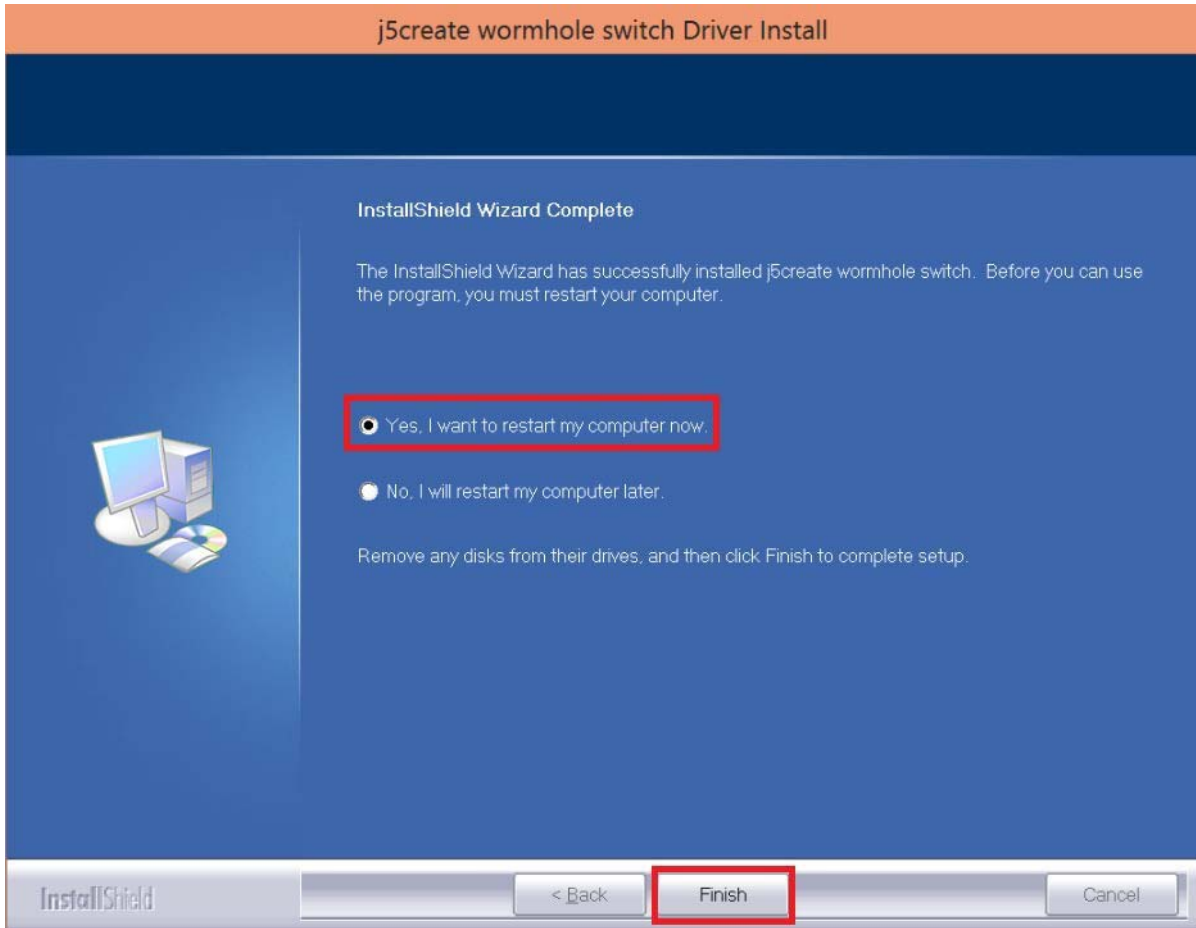 j5create wormhole switch Driver Install
InstallShield Wizard Complete
The InstallShield Wizard has successfully installed j5create wormhole switch. Before you can use
the program, you must restart your computer.
Yes, I want to restart my computer now.
No, I will restart my computer later.
Remove any disks from their drives, and then click Finish to complete setup.
InstallShield
< Back
Finish
Cancel